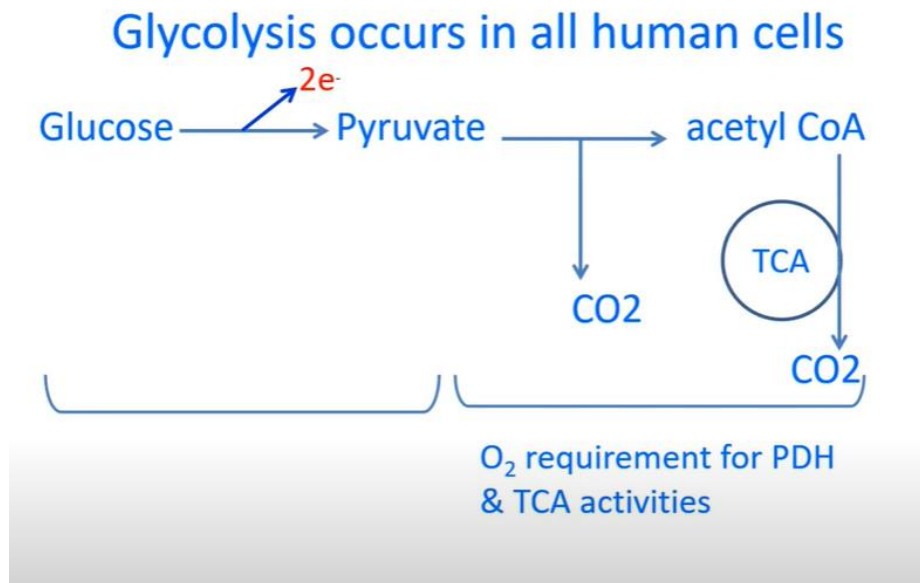 Glycolysis occurs in all human cells
2e-
Glucose
Pyruvate
acetyl CoA
TCA
CO2
CO2
O₂ requirement for PDH
& TCA activities